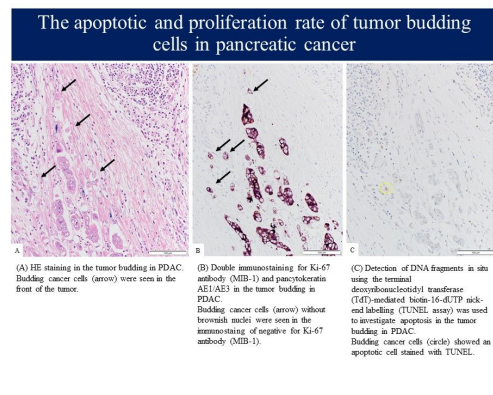 The apoptotic and proliferation rate of tumor budding
cells in pancreatic cancer
A
B
C
(A) HE staining in the tumor budding in PDAC.
Budding cancer cells (arrow) were seen in the
front of the tumor.
(B) Double immunostaining for Ki-67
antibody (MIB-1) and pancytokeratin
AE1/AE3 in the tumor budding in
PDAC.
Budding cancer cells (arrow) without
brownish nuclei were seen in the
immunostaing of negative for Ki-67
antibody (MIB-1).
(C) Detection of DNA fragments in situ
using the terminal
deoxyribonucleotidyl transferase
(TdT)-mediated biotin-16-dUTP nick-
end labelling (TUNEL assay) was used
to investigate apoptosis in the tumor
budding in PDAC.
Budding cancer cells (circle) showed an
apoptotic cell stained with TUNEL.